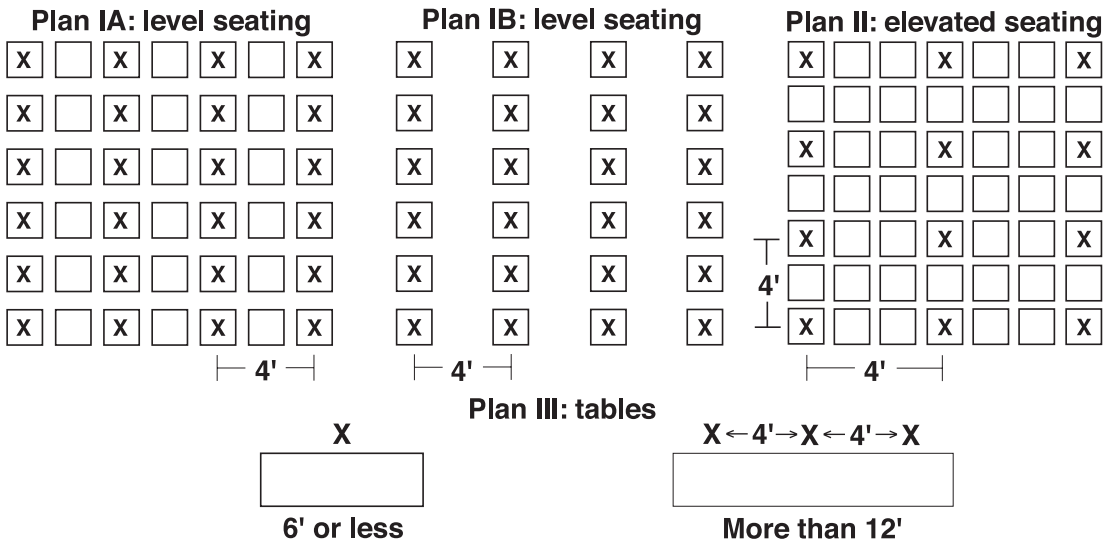 Plan IA: level seating Plan IB: level seating Plan II: elevated seating
X X X X X X X X X X X
X X X X X X X X
X X X X X X X X X X X
X X X X X X X X
X X X X X X X X X X X
4'
X X X X X X X X
X X X X X X X X X X X
4' 4' 4'
Plan III: tables
X X ←4'→ X ←4'→ X
6' or less More than 12'